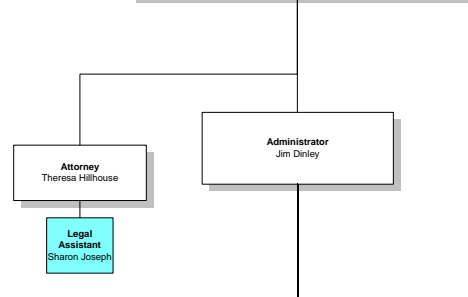 Administrator
Jim Dinley
Attorney
Theresa Hillhouse
Legal
Assistant
Sharon Joseph